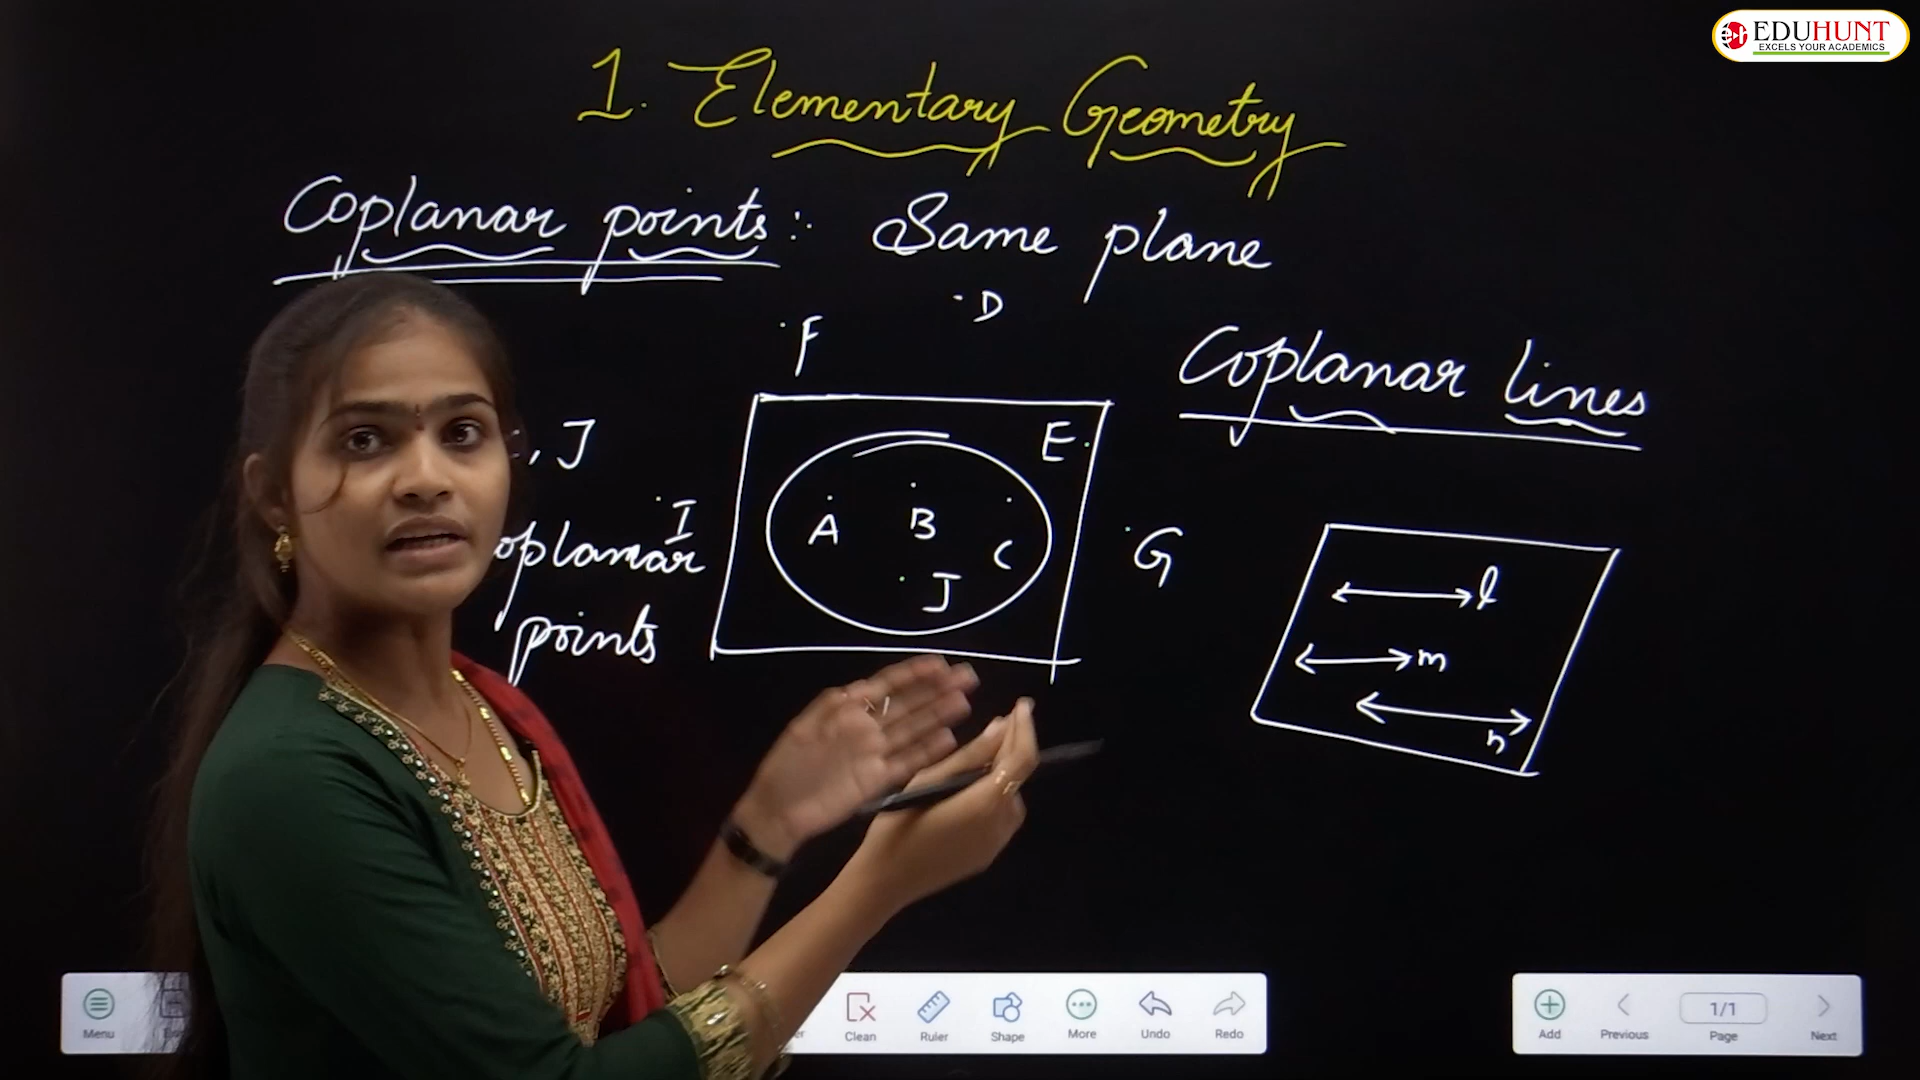 EDUHUNT
EXCELS YOUR ACADEMICS
1. Elementary Geometry
Coplanar points: Same plane
D
F
Coplanar lines
, J
E
I
A B C
G
J
points
l
m
n
Menu
Clean Ruler Shape More Undo Redo
Add Previous 1/1 Page Next